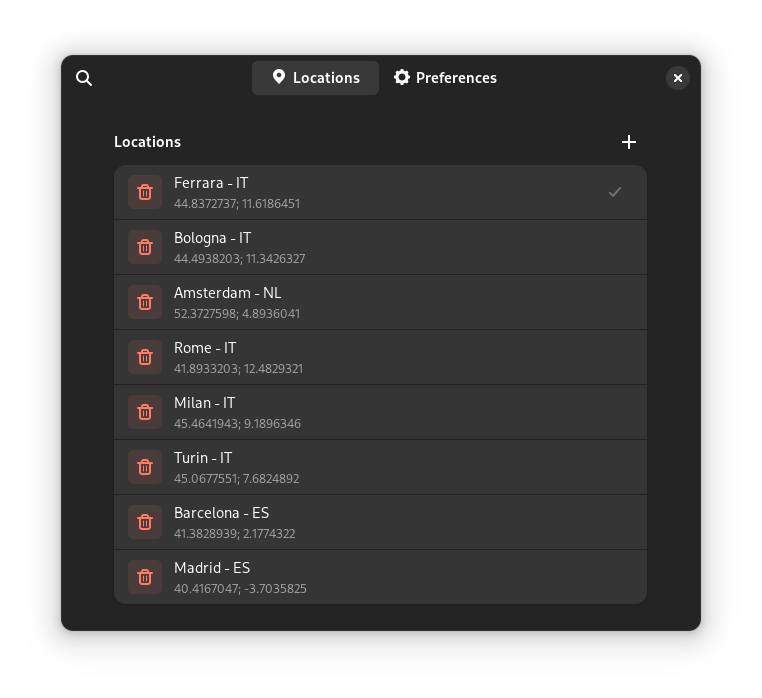 Locations
Preferences
Locations
Ferrara - IT
44.8372737; 11.6186451
Bologna - IT
44.4938203; 11.3426327
Amsterdam - NL
52.3727598; 4.8936041
Rome - IT
41.8933203; 12.4829321
Milan - IT
45.4641943; 9.1896346
Turin - IT
45.0677551; 7.6824892
Barcelona - ES
41.3828939; 2.1774322
Madrid - ES
40.4167047; -3.7035825